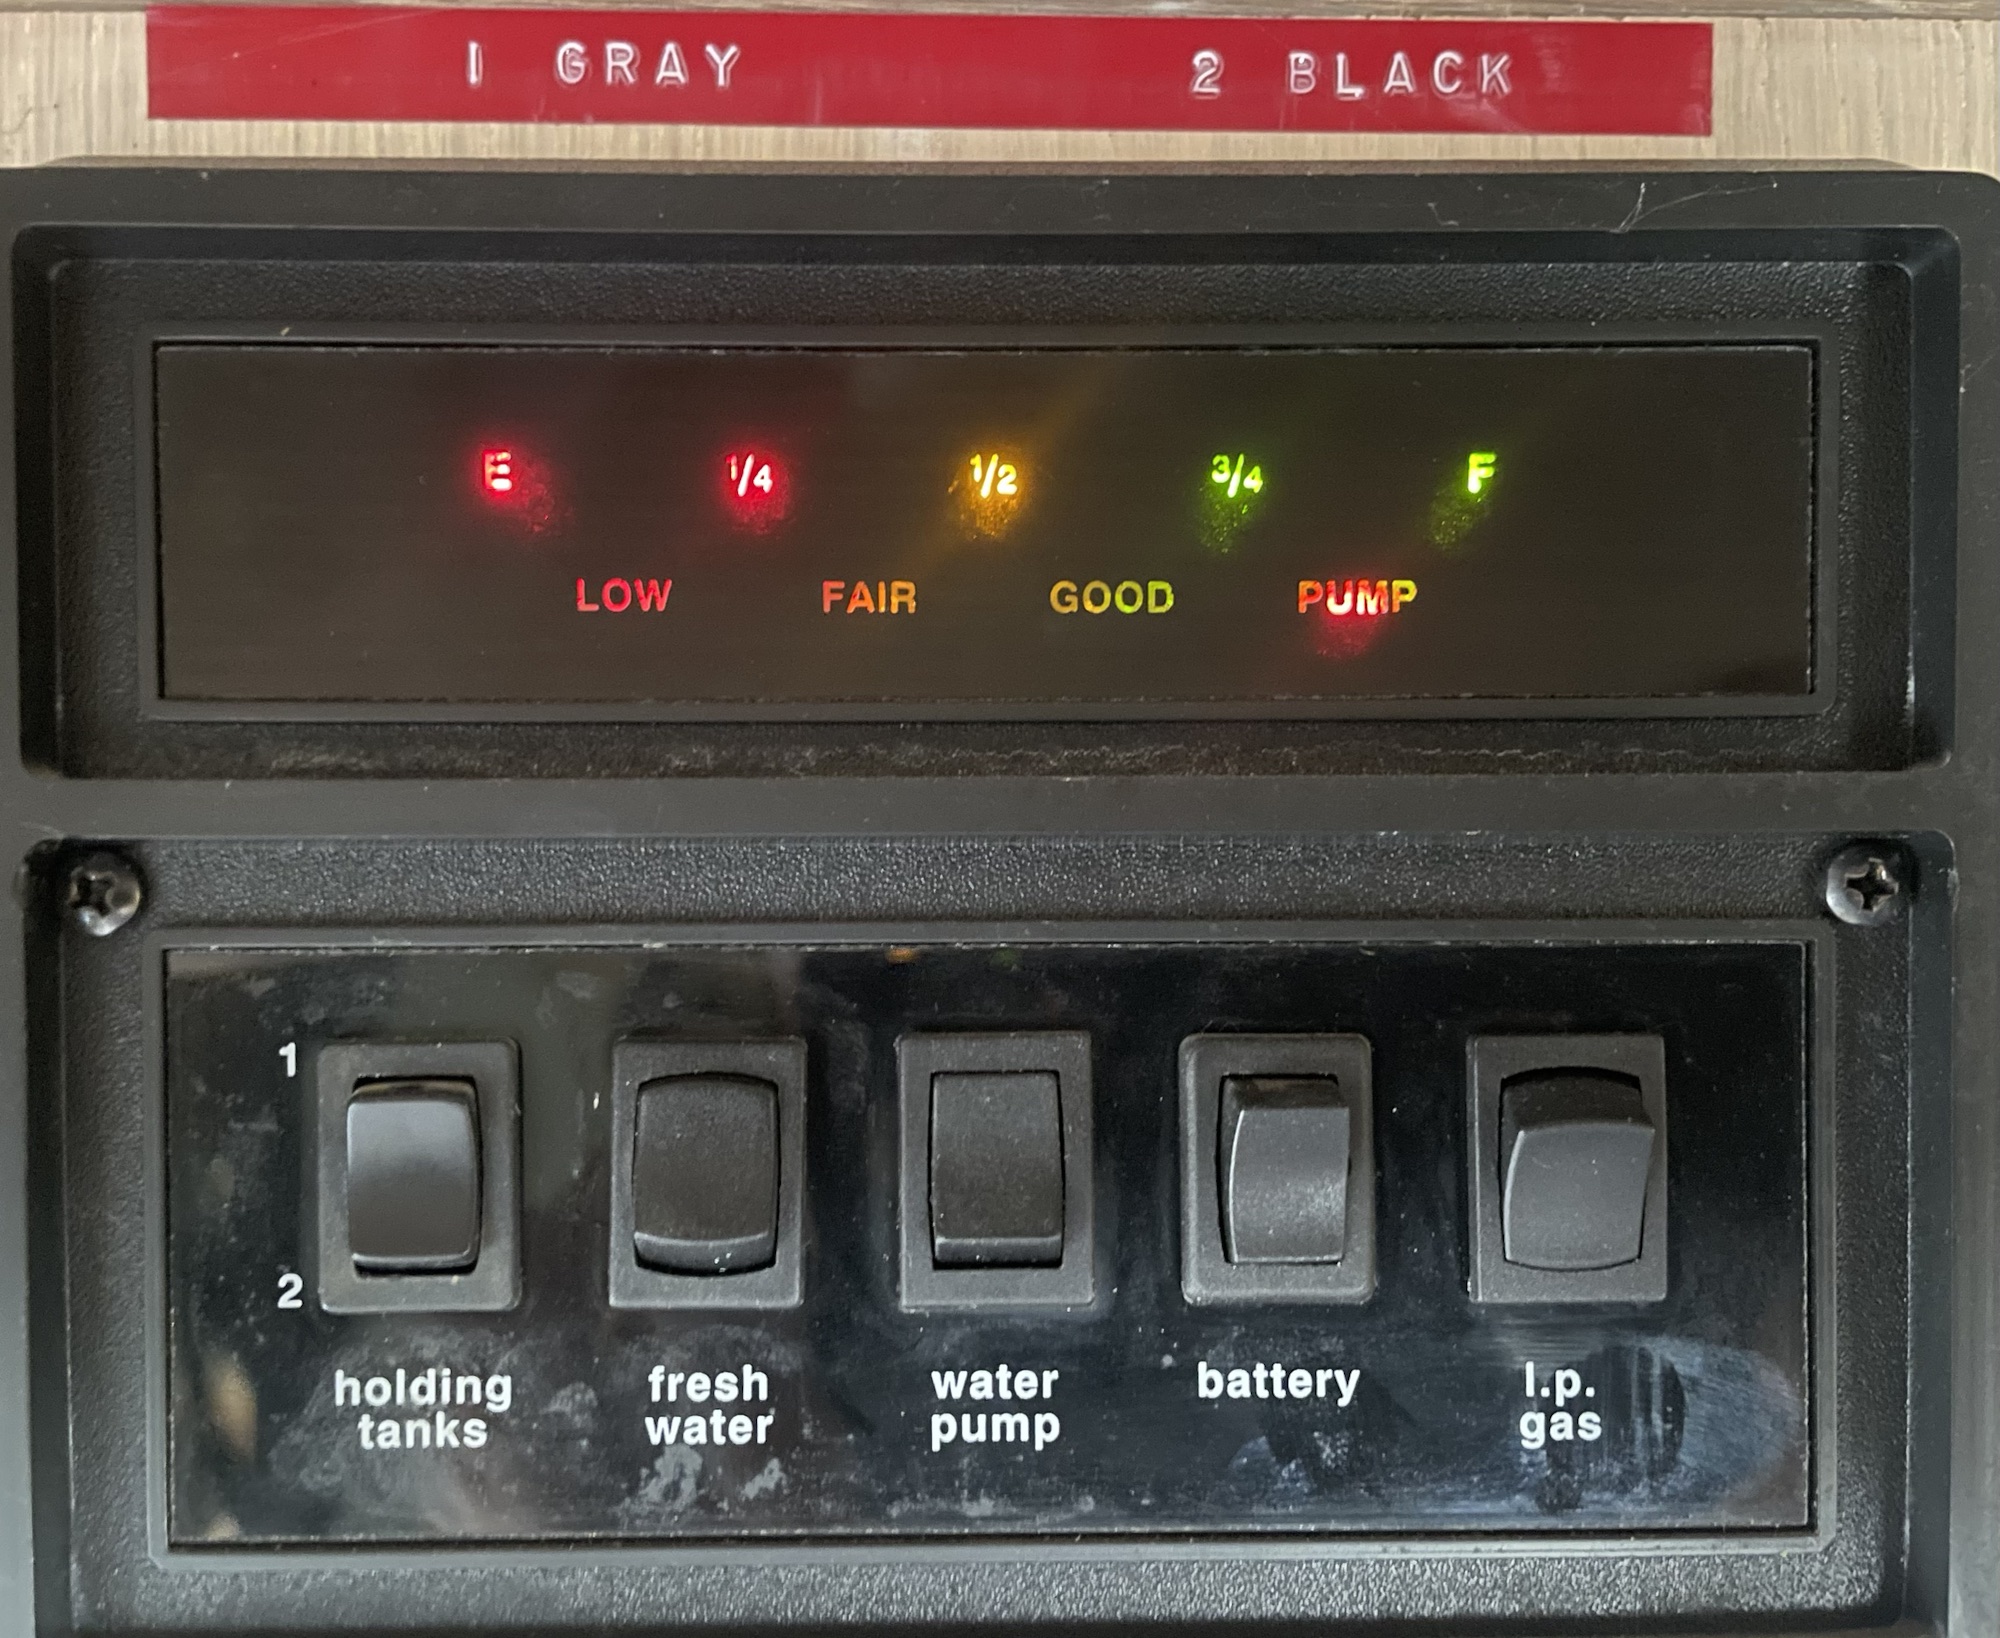 1 GRAY 2 BLACK
E 1/4 1/2 3/4 F
LOW FAIR GOOD PUMP
1
2
holding
tanks
fresh
water
water
pump
battery
l.p.
gas